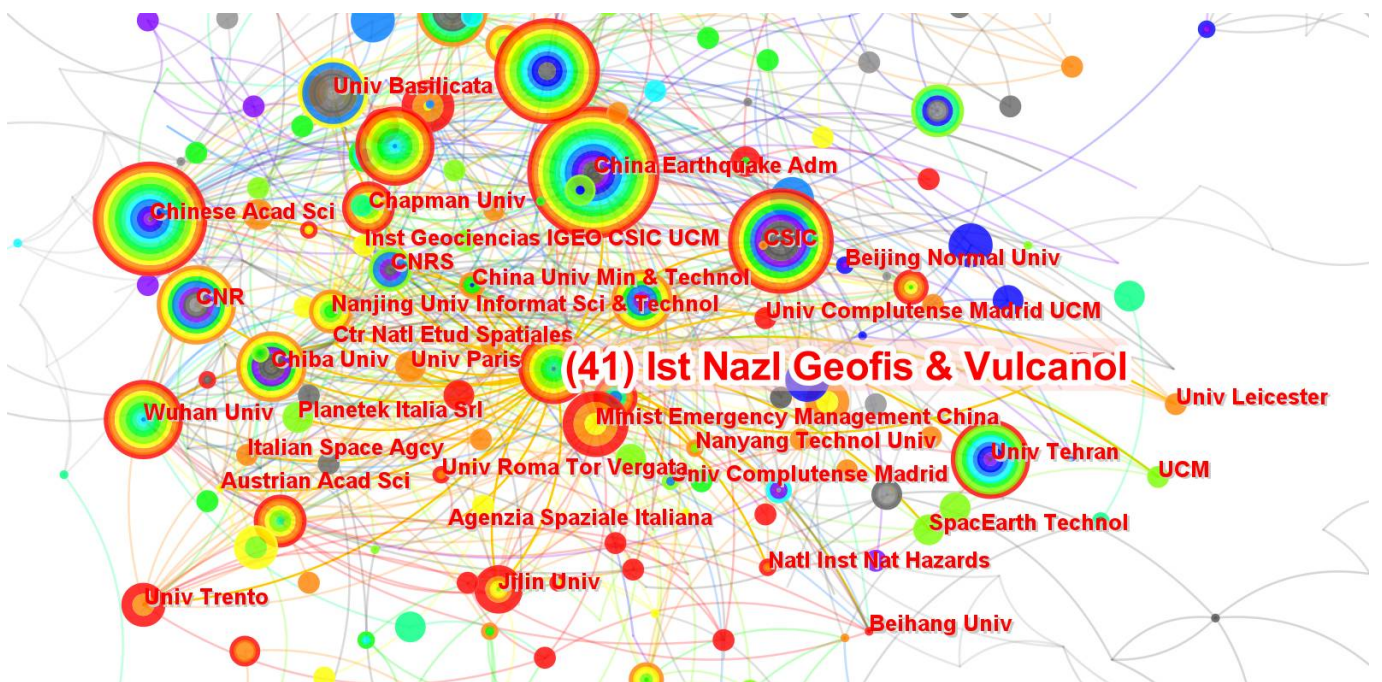 Univ Basilicata
China Earthquake Adm
Chapman Univ
Chinese Acad Sci
Inst Geociencias IGEO CSIC UCM
CSIC
CNRS
Beijing Normal Univ
China Univ Min & Technol
CNR
Nanjing Univ Informat Sci & Technol
Univ Complutense Madrid UCM
Ctr Natl Etud Spatiales
Chiba Univ
Univ Paris
(41) Ist Nazl Geofis & Vulcanol
Univ Leicester
Wuhan Univ
Planetek Italia Srl
Minist Emergency Management China
Italian Space Agcy
Nanyang Technol Univ
Univ Tehran
Univ Roma Tor Vergata
Univ Complutense Madrid
UCM
Austrian Acad Sci
Agenzia Spaziale Italiana
SpacEarth Technol
Natl Inst Nat Hazards
Jilin Univ
Univ Trento
Beihang Univ